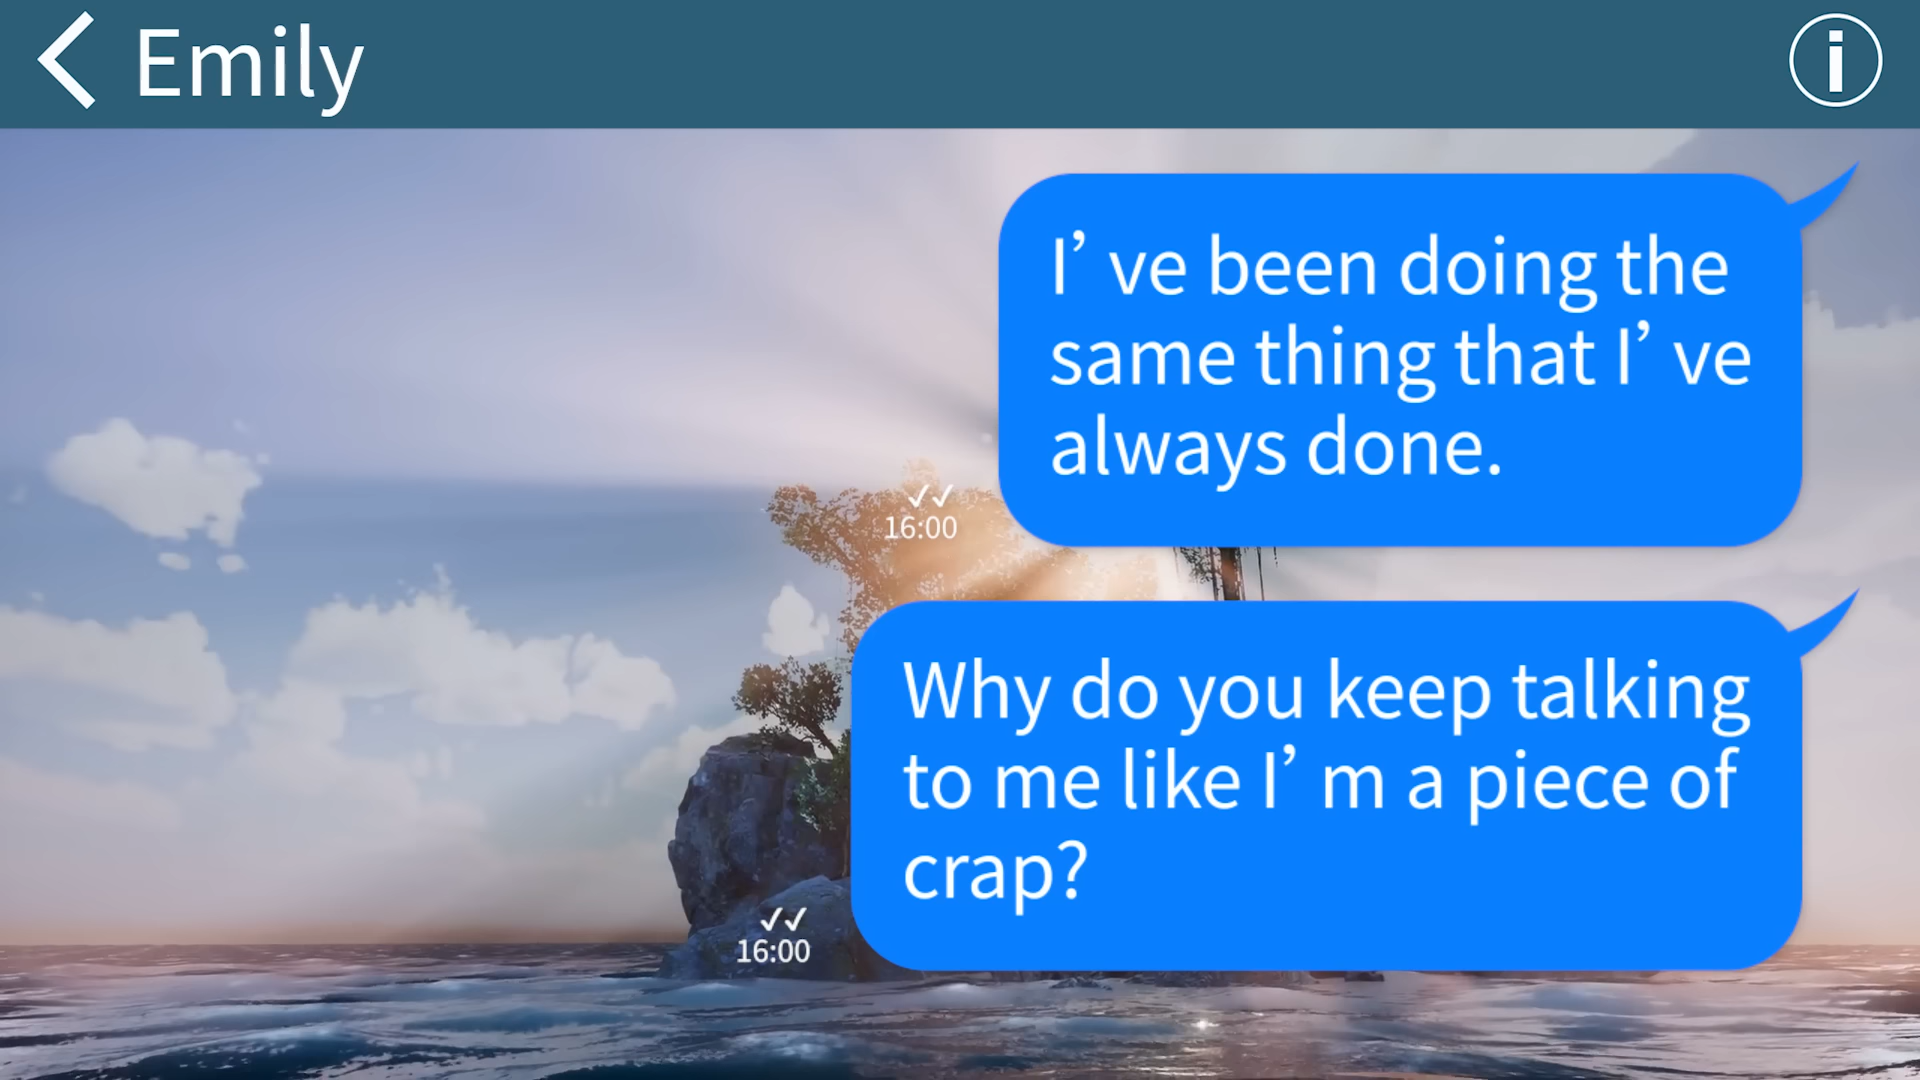 Emily
I’ ve been doing the
same thing that I’ ve
always done.
✓✓
16:00
Why do you keep talking
to me like I’ m a piece of
crap?
✓✓
16:00